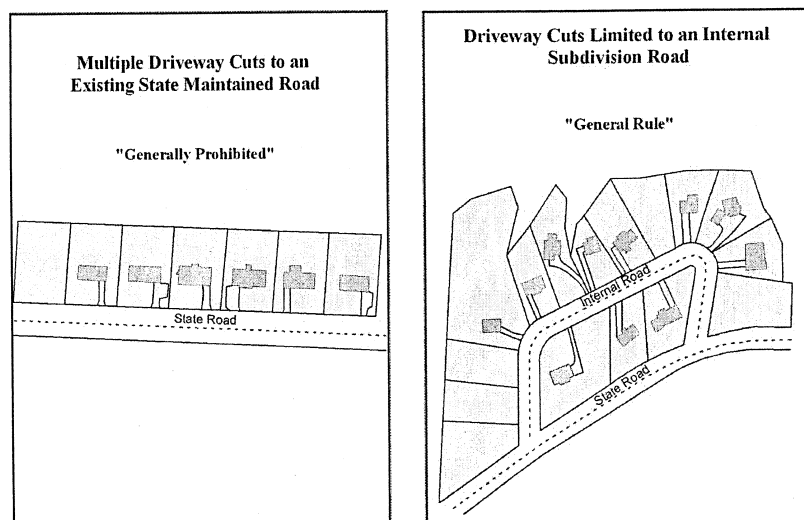 Multiple Driveway Cuts to an
Existing State Maintained Road
"Generally Prohibited"
State Road
Driveway Cuts Limited to an Internal
Subdivision Road
"General Rule"
Internal Road
State Road